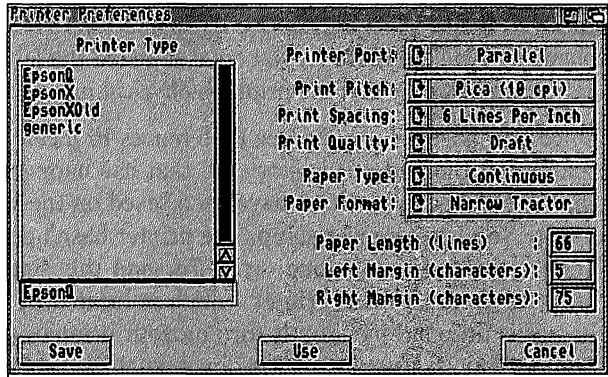 Printer Preferences
Printer Type
EpsonQ
EpsonX
EpsonXOld
generic
EpsonQ
Printer Port: Parallel
Print Pitch: Pica (10 cpi)
Print Spacing: 6 Lines Per Inch
Print Quality: Draft
Paper Type: Continuous
Paper Format: Narrow Tractor
Paper Length (lines) : 66
Left Margin (characters): 5
Right Margin (characters): 75
Save
Use
Cancel